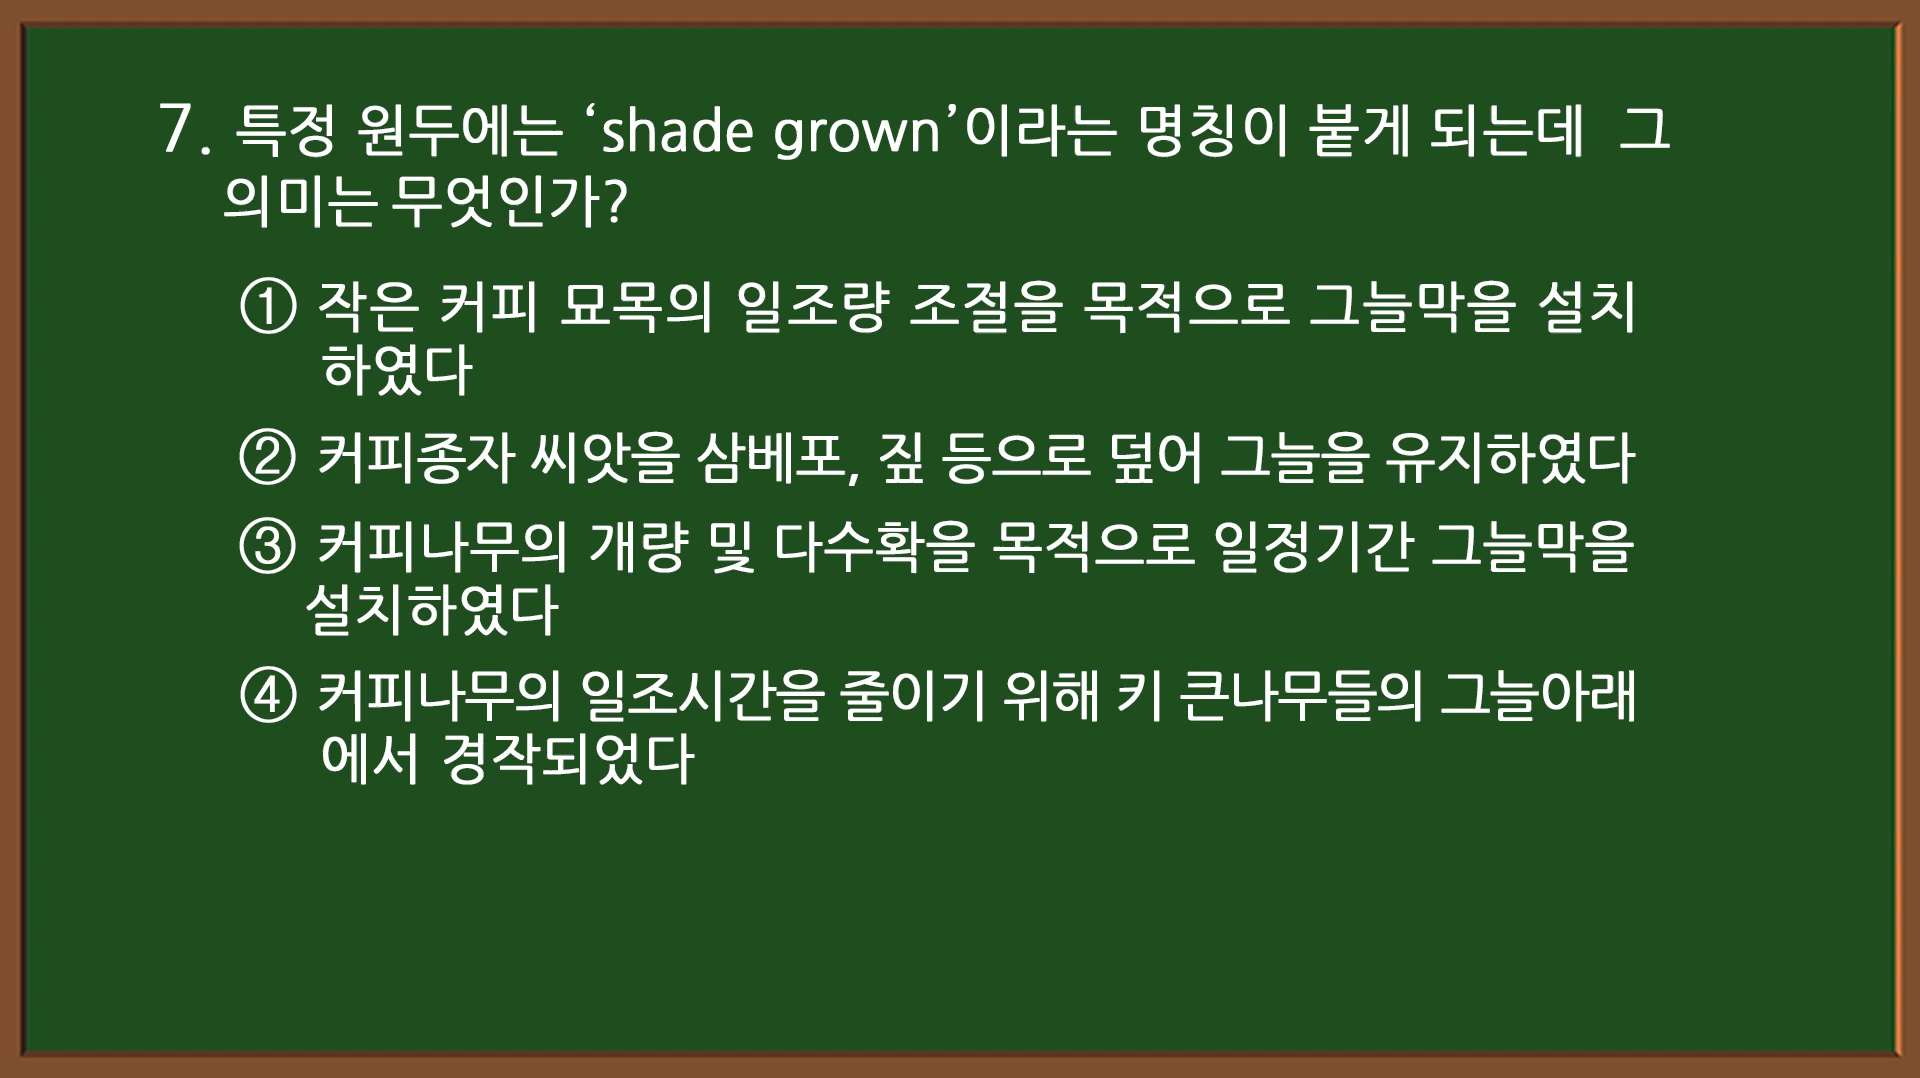 7. 특정 원두에는 ‘shade grown’이라는 명칭이 붙게 되는데 그
의미는 무엇인가?
① 작은 커피 묘목의 일조량 조절을 목적으로 그늘막을 설치
하였다
② 커피종자 씨앗을 삼베포, 짚 등으로 덮어 그늘을 유지하였다
③ 커피나무의 개량 및 다수확을 목적으로 일정기간 그늘막을
설치하였다
④ 커피나무의 일조시간을 줄이기 위해 키 큰나무들의 그늘아래
에서 경작되었다